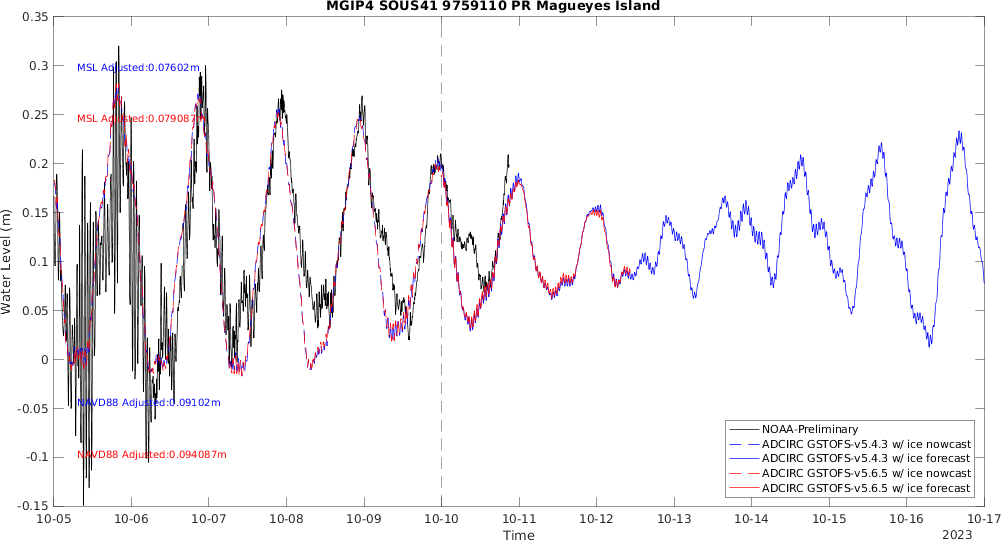 MGIP4 SOUS41 9759110 PR Magueyes Island
0.35
0.3
0.25
0.2
0.15
0.1
0.05
0
-0.05
-0.1
-0.15
Water Level (m)
MSL Adjusted:0.07602m
MSL Adjusted:0.079087
NAVD88 Adjusted:0.09102m
NAVD88 Adjusted:0.094087m
NOAA-Preliminary
ADCIRC GSTOFS-v5.4.3 w/ ice nowcast
ADCIRC GSTOFS-v5.4.3 w/ ice forecast
ADCIRC GSTOFS-v5.6.5 w/ ice nowcast
ADCIRC GSTOFS-v5.6.5 w/ ice forecast
10-05 10-06 10-07 10-08 10-09 10-10 10-11 10-12 10-13 10-14 10-15 10-16 10-17
Time
2023